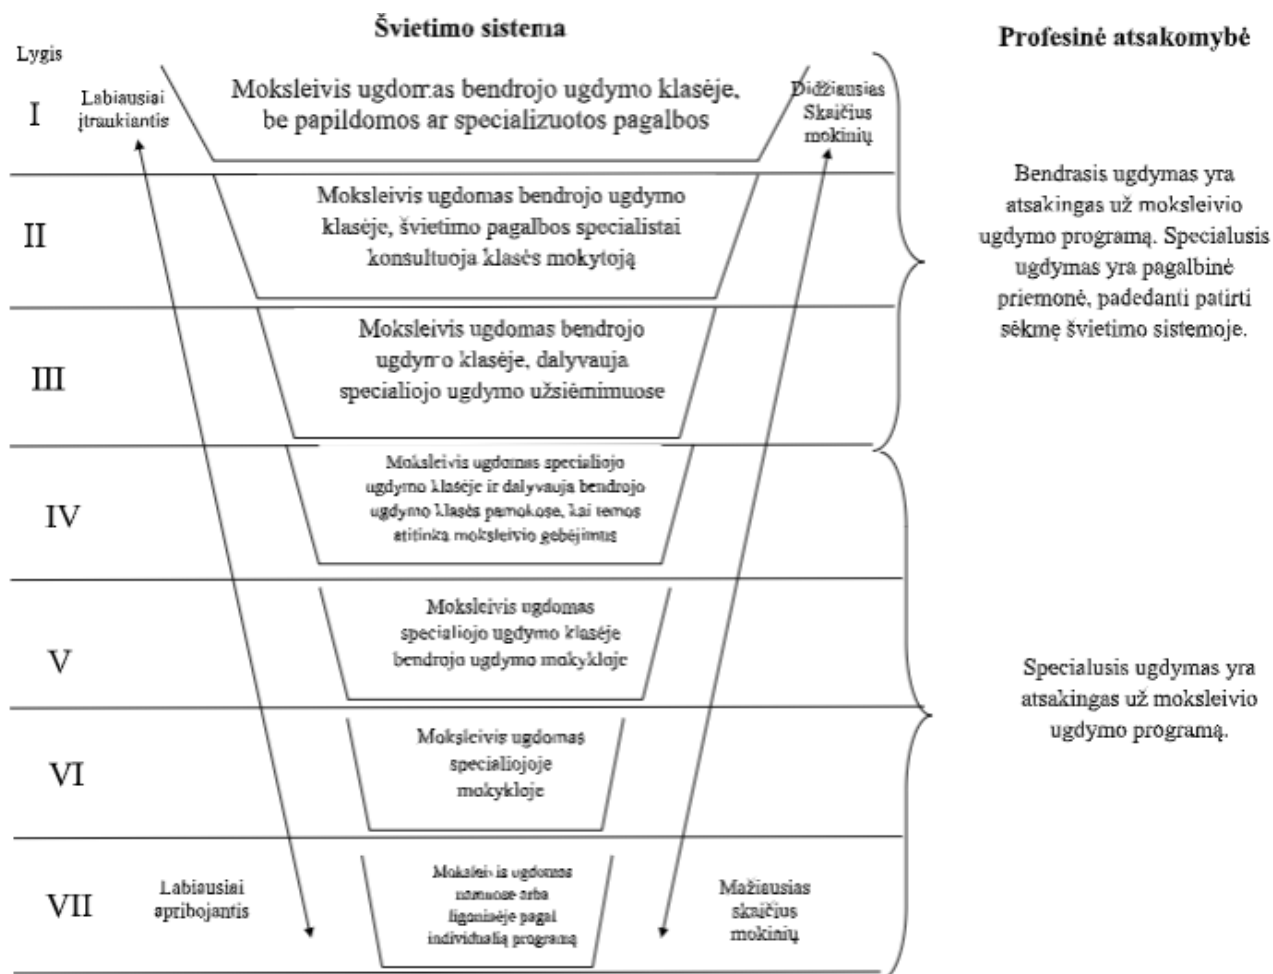 Švietimo sistema
Profesinė atsakomybė
Lygis
I
Labiausiai
įtraukiantis
Moksleivis ugdomas bendrojo ugdymo klasėje,
be papildomos ar specializuotos pagalbos
Didžiausias
Skaičius
mokinių
II
Moksleivis ugdomas bendrojo ugdymo
klasėje, švietimo pagalbos specialistai
konsultuoja klasės mokytoją
Bendrasis ugdymas yra
atsakingas už moksleivio
ugdymo programą. Specialusis
ugdymas yra pagalbinė
priemonė, padedanti patirti
sėkmę švietimo sistemoje.
III
Moksleivis ugdomas bendrojo
ugdymo klasėje, dalyvauja
specialiojo ugdymo užsiėmimuose
IV
Moksleivis ugdomas specialiojo
ugdymo klasėje ir dalyvauja bendrojo
ugdymo klasės pamokose, kai temos
atitinka moksleivio gebėjimus
V
Moksleivis ugdomas
specialiojo ugdymo klasėje
bendrojo ugdymo mokykloje
Specialusis ugdymas yra
atsakingas už moksleivio
ugdymo programą.
VI
Moksleivis ugdomas
specialiojoje
mokykloje
VII
Labiausiai
apribojantis
Moksleivis ugdomas
namuose arba
ligoninėje pagal
individualią programą
Mažiausias
skaičius
mokinių